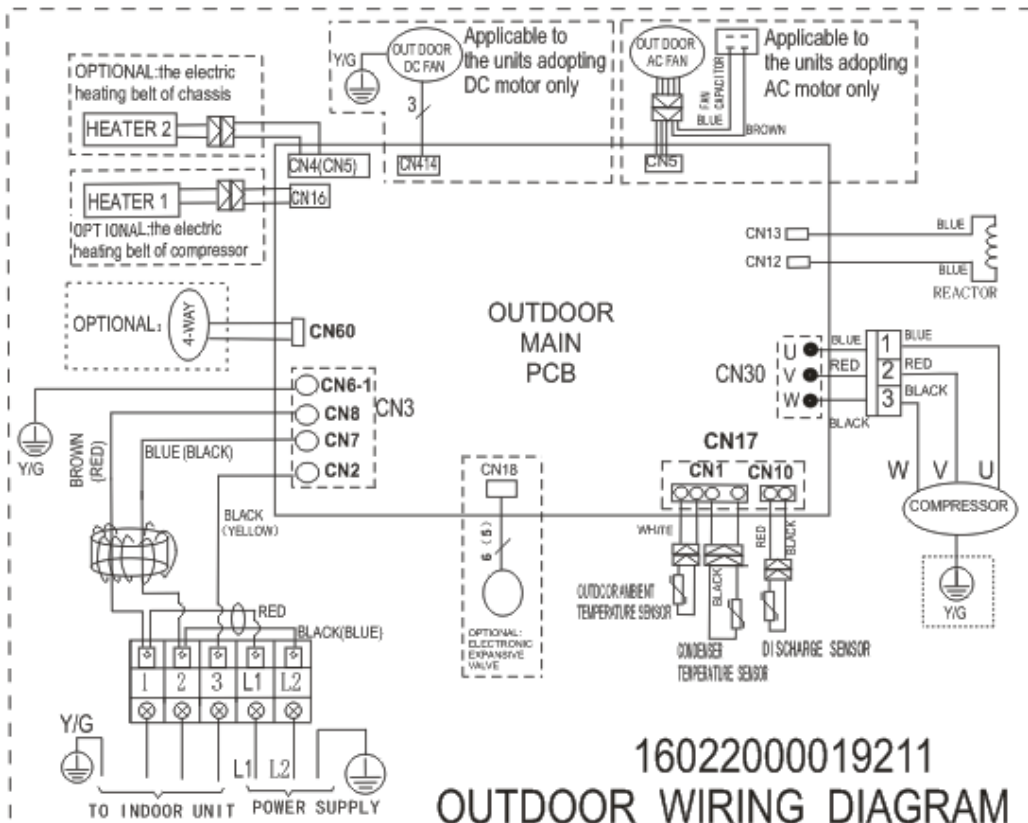 OPTIONAL:the electric
heating belt of chassis
HEATER 2
HEATER 1
OPTIONAL:the electric
heating belt of compressor
Y/G
OUTDOOR
DC FAN
3
Applicable to
the units adopting
DC motor only
CN414
OUTDOOR
AC FAN
FAN
CAPACITOR
BLUE
BROWN
Applicable to
the units adopting
AC motor only
CN5
CN4(CN5)
CN16
CN13
BLUE
CN12
BLUE
REACTOR
OPTIONAL:
4-WAY
CN60
OUTDOOR
MAIN
PCB
CN6-1
CN8
CN7
CN2
CN3
Y/G
BROWN
(RED)
BLUE(BLACK)
BLACK
(YELLOW)
CN30
U
V
W
BLUE
RED
BLACK
1
2
3
BLUE
RED
BLACK
W V U
COMPRESSOR
Y/G
CN17
CN1
CN10
WHITE
BLACK
RED
BLACK
OUTDOOR AMBIENT
TEMPERATURE SENSOR
CONDENSER
TEMPERATURE SENSOR
DISCHARGE SENSOR
CN18
6 (5)
OPTIONAL:
ELECTRONIC
EXPANSIVE
VALVE
RED
BLACK(BLUE)
1 2 3 L1 L2
Y/G
L1 L2
TO INDOOR UNIT
POWER SUPPLY
16022000019211
OUTDOOR WIRING DIAGRAM